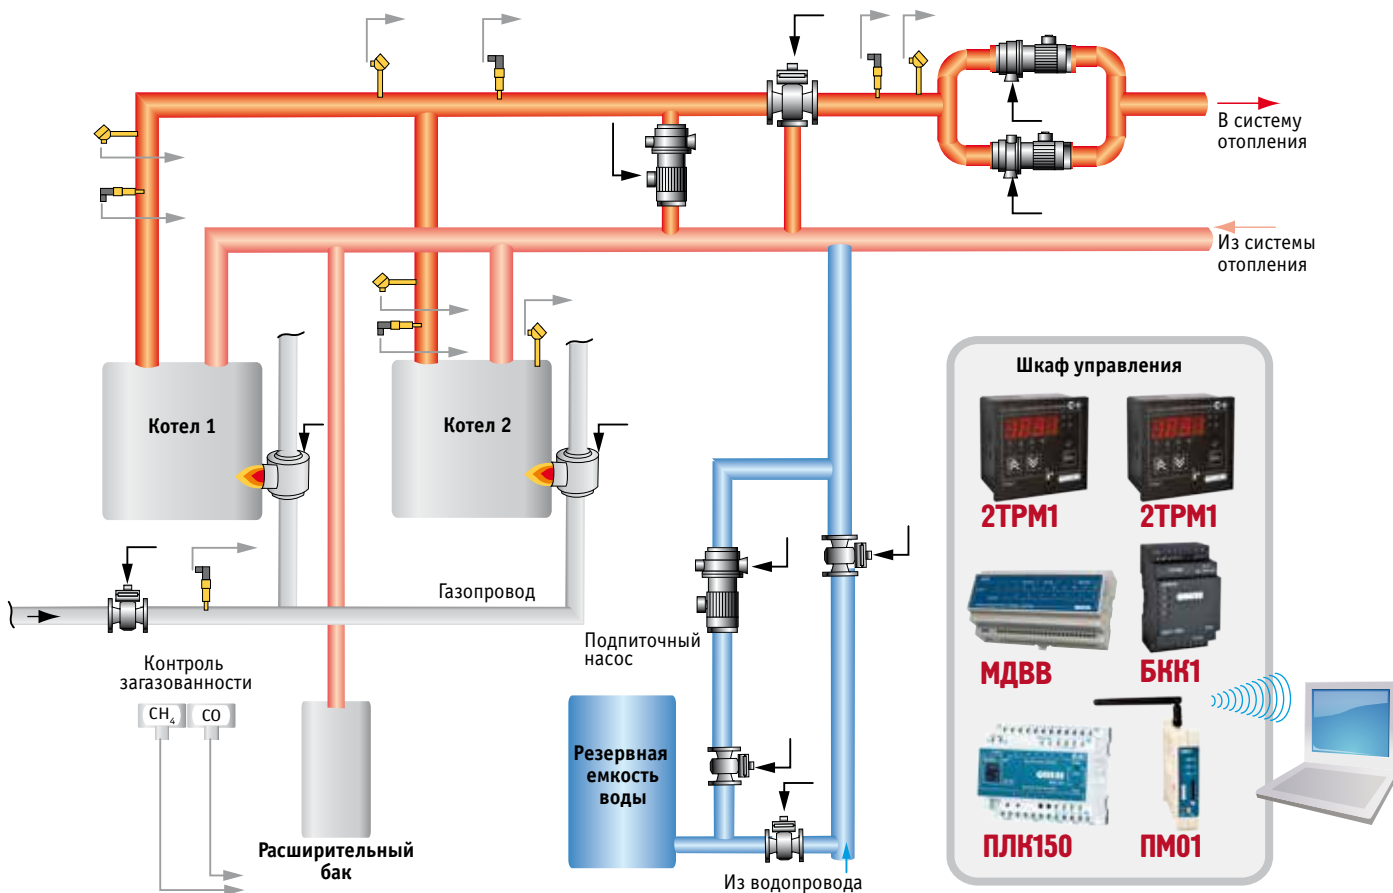 В систему
отопления
Из системы
отопления
Котел 1
Котел 2
Газопровод
Контроль
загазованности
CH₄
CO
Расширительный
бак
Подпиточный
насос
Резервная
емкость
воды
Из водопровода
Шкаф управления
2ТРМ1
2ТРМ1
МДВВ
БКК1
ПЛК150
ПМ01